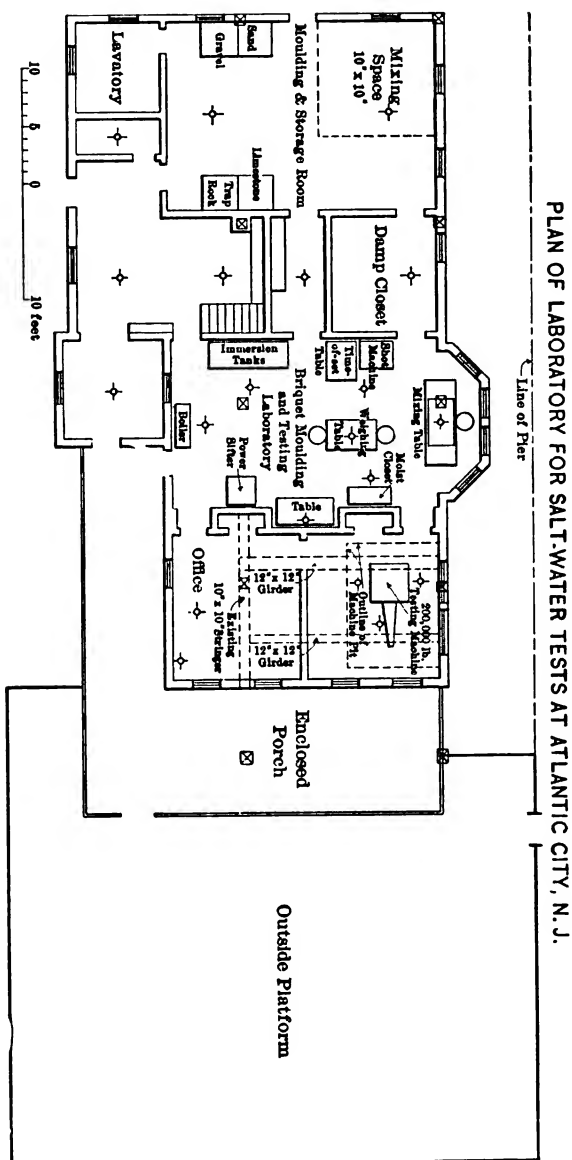 PLAN OF LABORATORY FOR SALT-WATER TESTS AT ATLANTIC CITY, N.J.
Line of Pier
Mixing
Space
10" x 10"
Moulding & Storage Room
Sand
Gravel
Lavatory
Limestone
Trap
Rock
Damp Closet
Mixing Table
Shot
Machine
Time-
of-set
Table
Weighing
Table
Moist
Closet
Immersion
Tanks
Briquet Moulding
and Testing
Laboratory
Table
Power
Sifter
Boiler
200,000 lb.
Testing Machine
Outline of
Machine Pit
12" x 12"
Girder
12" x 12"
Girder
Existing
10" x 10" Stringer
Office
Enclosed
Porch
Outside Platform
10 5 0 10 feet